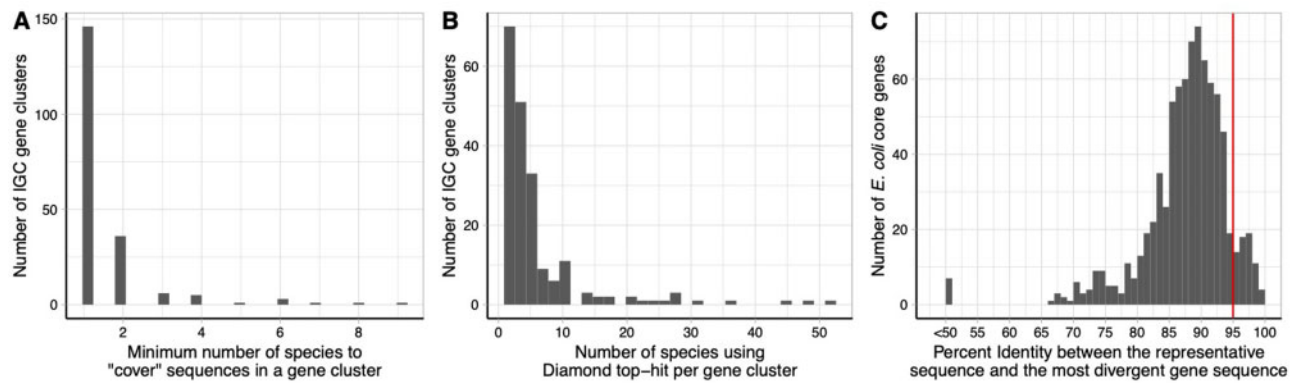 A
150
100
50
0
Number of IGC gene clusters
2
4
6
8
Minimum number of species to
"cover" sequences in a gene cluster
B
60
40
20
0
Number of IGC gene clusters
0
10
20
30
40
50
Number of species using
Diamond top-hit per gene cluster
C
60
40
20
0
Number of E. coli core genes
<50
55
60
65
70
75
80
85
90
95
100
Percent Identity between the representative
sequence and the most divergent gene sequence